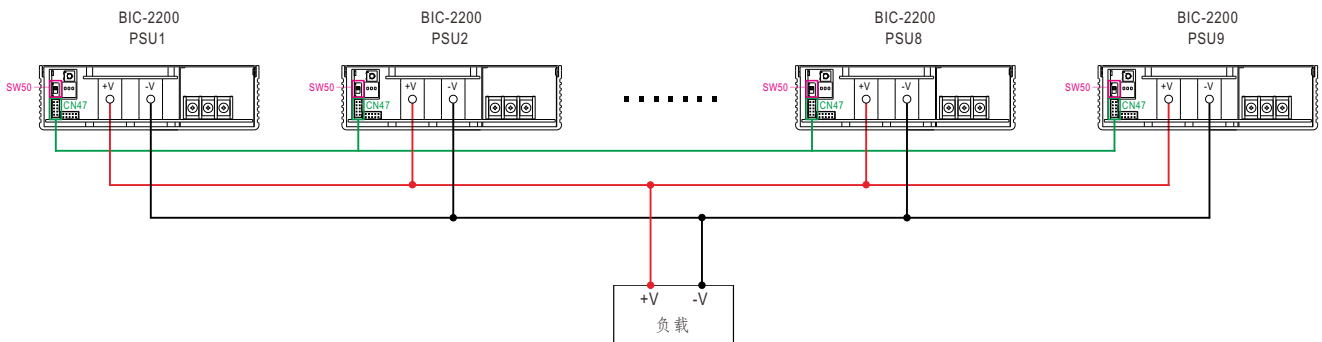 BIC-2200
PSU1
BIC-2200
PSU2
BIC-2200
PSU8
BIC-2200
PSU9
SW50
CN47
+V
-V
SW50
CN47
+V
-V
SW50
CN47
+V
-V
SW50
CN47
+V
-V
+V
-V
负载